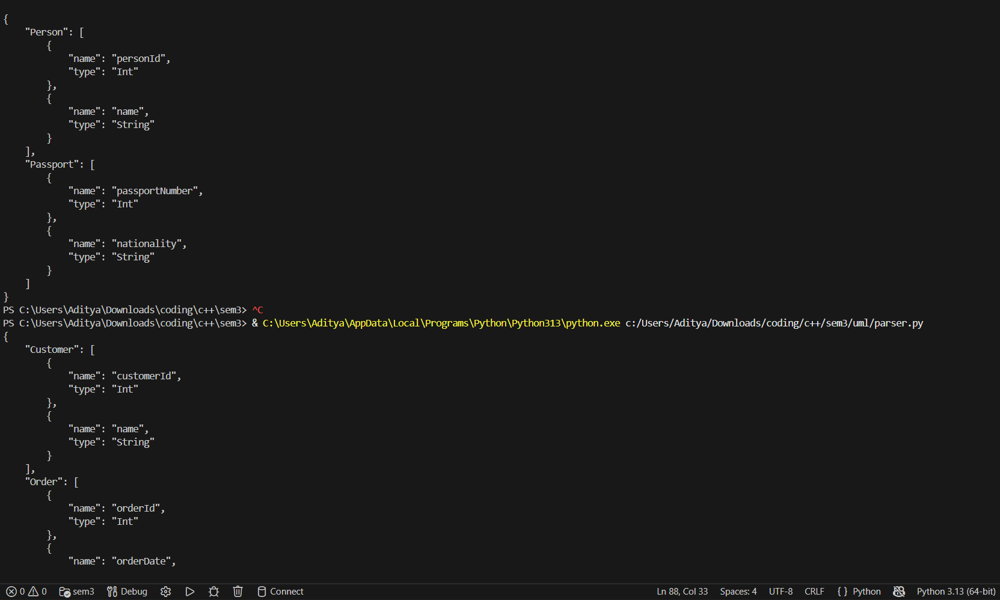 {
    "Person": [
        {
            "name": "personId",
            "type": "Int"
        },
        {
            "name": "name",
            "type": "String"
        }
    ],
    "Passport": [
        {
            "name": "passportNumber",
            "type": "Int"
        },
        {
            "name": "nationality",
            "type": "String"
        }
    ]
}
PS C:\Users\Aditya\Downloads\coding\c++\sem3> ^C
PS C:\Users\Aditya\Downloads\coding\c++\sem3> & C:\Users\Aditya\AppData\Local\Programs\Python\Python313\python.exe c:/Users/Aditya/Downloads/coding/c++/sem3/uml/parser.py
{
    "Customer": [
        {
            "name": "customerId",
            "type": "Int"
        },
        {
            "name": "name",
            "type": "String"
        }
    ],
    "Order": [
        {
            "name": "orderId",
            "type": "Int"
        },
        {
            "name": "orderDate",
0 0 sem3 Debug Connect Ln 88, Col 33 Spaces: 4 UTF-8 CRLF {} Python Python 3.13 (64-bit)